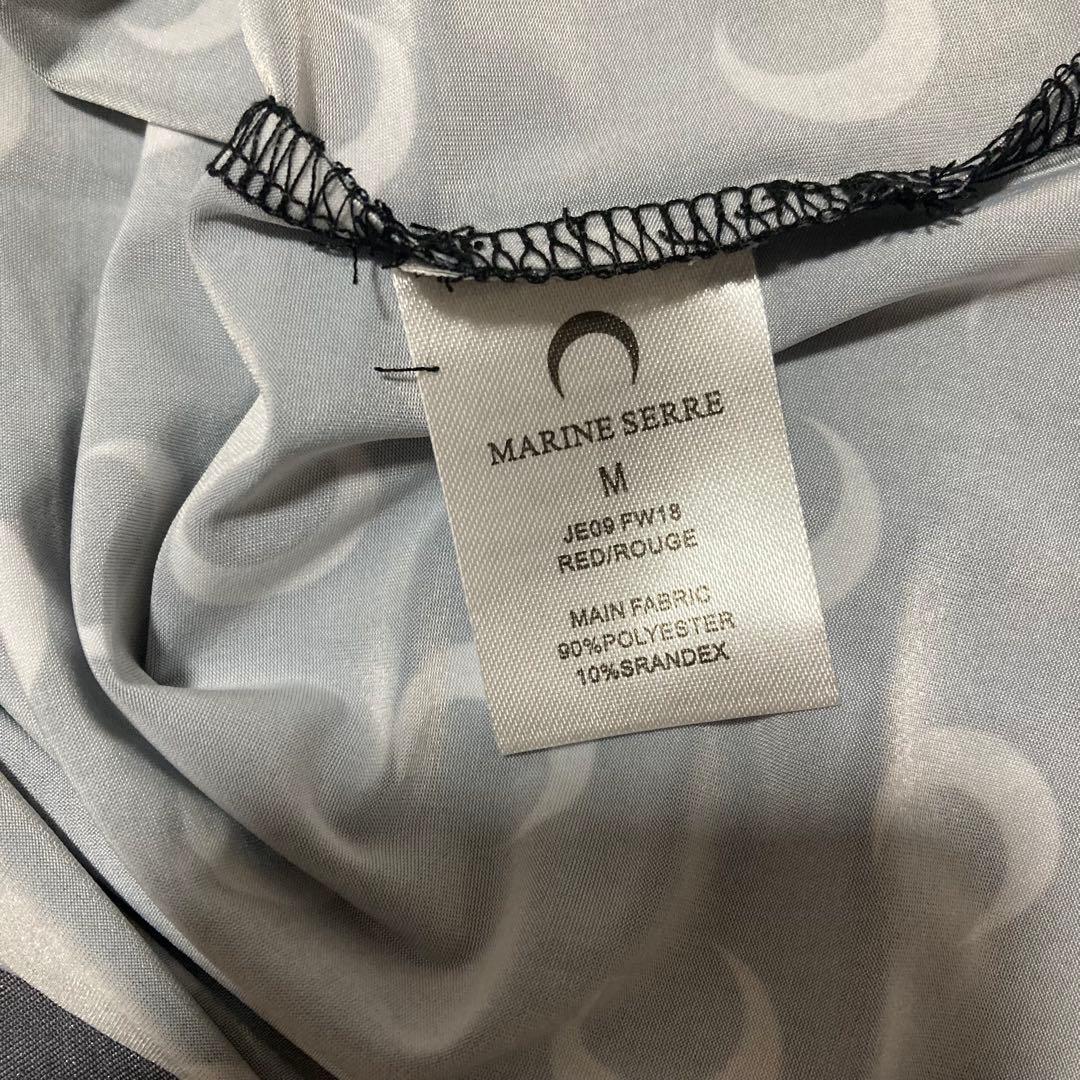 MARINE SERRE
M
JE09 FW18
RED/ROUGE
MAIN FABRIC
90%POLYESTER
10%SRANDEX